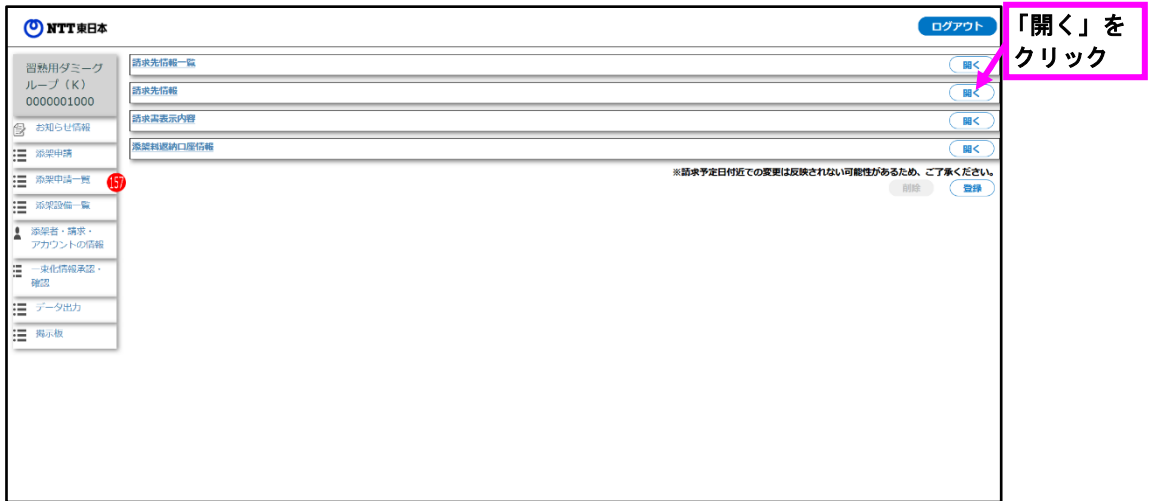 NTT東日本
ログアウト
「開く」を
クリック
習熟用ダミーグ
ループ（K）
0000001000
お知らせ情報
添架申請
添架申請一覧
157
添架設備一覧
添架者・請求・
アカウントの情報
一束化情報承認・
確認
データ出力
掲示板
請求先情報一覧
開く
請求先情報
開く
請求書表示内容
開く
添架料返納口座情報
開く
※請求予定日付近での変更は反映されない可能性があるため、ご了承ください。
削除
登録